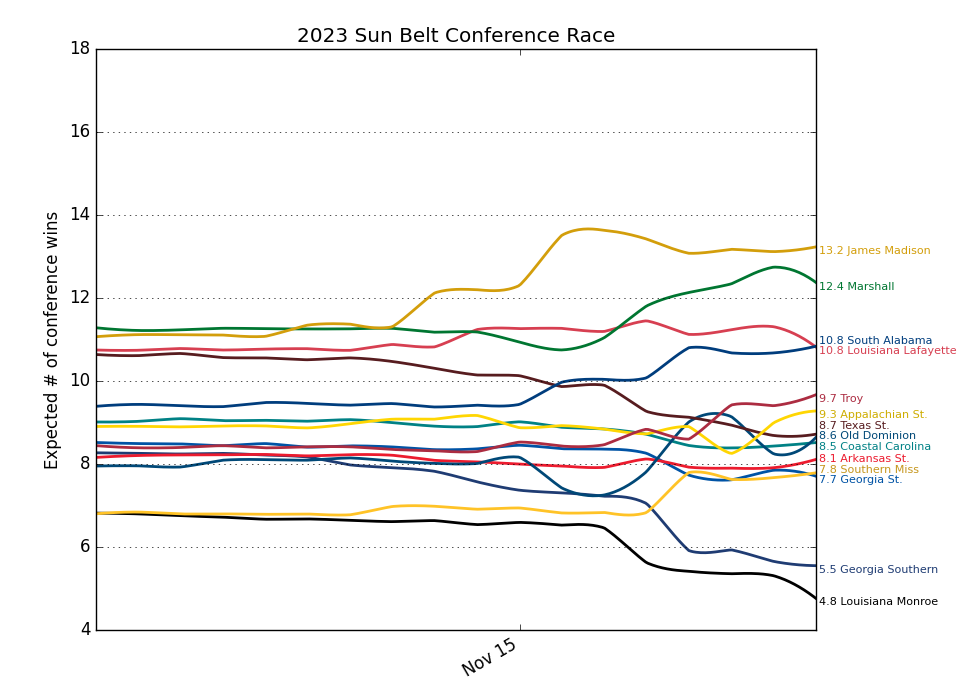 2023 Sun Belt Conference Race
18
16
14
12
10
8
6
4
Expected # of conference wins
Nov 15
13.2 James Madison
12.4 Marshall
10.8 South Alabama
10.8 Louisiana Lafayette
9.7 Troy
9.3 Appalachian St.
8.7 Texas St.
8.6 Old Dominion
8.5 Coastal Carolina
8.1 Arkansas St.
7.8 Southern Miss
7.7 Georgia St.
5.5 Georgia Southern
4.8 Louisiana Monroe